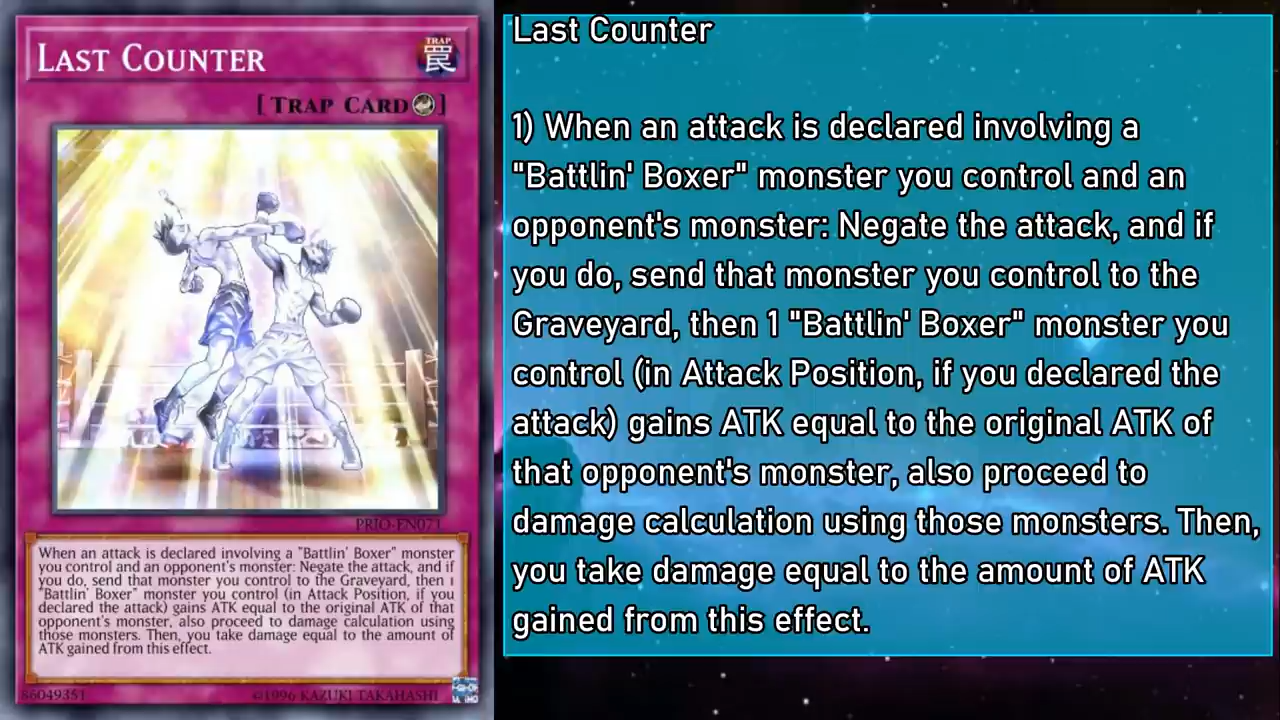 LAST COUNTER
TRAP
罠
[ TRAP CARD ]
PRIO-EN071
When an attack is declared involving a "Battlin' Boxer" monster
you control and an opponent's monster: Negate the attack, and if
you do, send that monster you control to the Graveyard, then 1
"Battlin' Boxer" monster you control (in Attack Position, if you
declared the attack) gains ATK equal to the original ATK of that
opponent's monster, also proceed to damage calculation using
those monsters. Then, you take damage equal to the amount of
ATK gained from this effect.
86049351
©1996 KAZUKI TAKAHASHI
Last Counter
1) When an attack is declared involving a
"Battlin' Boxer" monster you control and an
opponent's monster: Negate the attack, and if
you do, send that monster you control to the
Graveyard, then 1 "Battlin' Boxer" monster you
control (in Attack Position, if you declared the
attack) gains ATK equal to the original ATK of
that opponent's monster, also proceed to
damage calculation using those monsters. Then,
you take damage equal to the amount of ATK
gained from this effect.